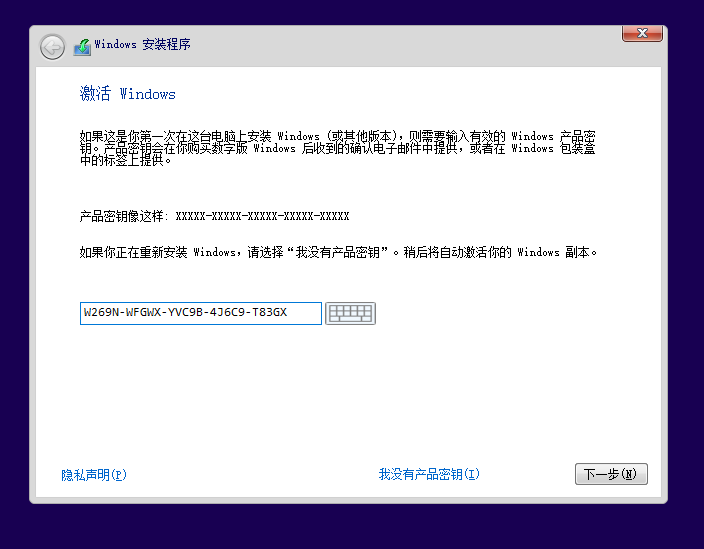 Windows 安装程序
激活 Windows
如果这是你第一次在这台电脑上安装 Windows (或其他版本)，则需要输入有效的 Windows 产品密
钥。产品密钥会在你购买数字版 Windows 后收到的确认电子邮件中提供，或者在 Windows 包装盒
中的标签上提供。
产品密钥像这样: XXXXX-XXXXX-XXXXX-XXXXX-XXXXX
如果你正在重新安装 Windows，请选择“我没有产品密钥”。稍后将自动激活你的 Windows 副本。
W269N-WFGWX-YVC9B-4J6C9-T83GX
隐私声明(P)
我没有产品密钥(I)
下一步(N)